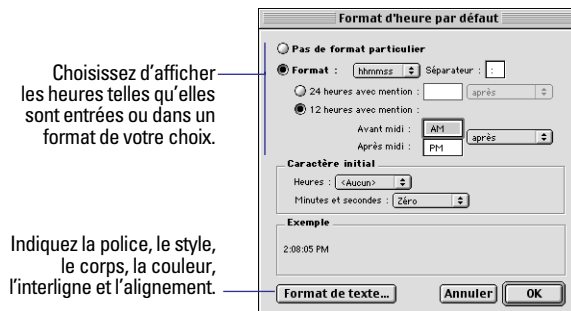 Format d'heure par défaut
Pas de format particulier
Format : hhmmss Séparateur : :
24 heures avec mention : après
12 heures avec mention :
Avant midi : AM
après
Après midi : PM
Caractère initial
Heures : <Aucun>
Minutes et secondes : Zéro
Exemple
2:08:05 PM
Format de texte... Annuler OK
Choisissez d'afficher
les heures telles qu'elles
sont entrées ou dans un
format de votre choix.
Indiquez la police, le style,
le corps, la couleur,
l'interligne et l'alignement.